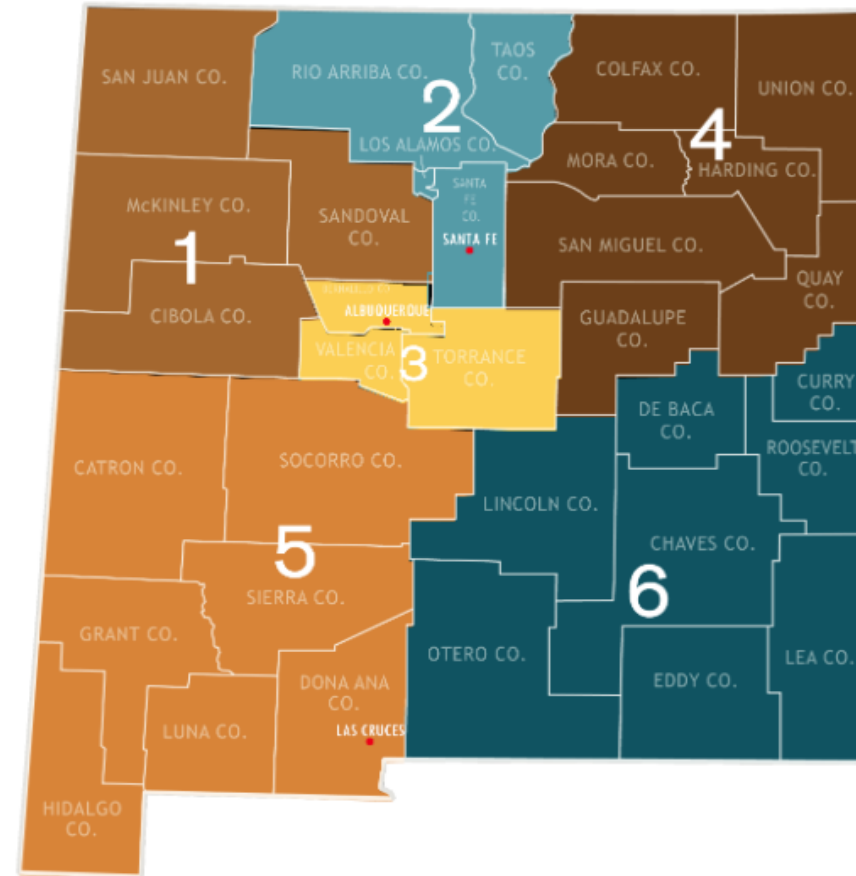 SAN JUAN CO.
RIO ARRIBA CO.
TAOS
CO.
COLFAX CO.
UNION CO.
2
LOS ALAMOS CO.
4
MORA CO.
HARDING CO.
McKINLEY CO.
SANDOVAL
CO.
SANTA
FE
CO.
SANTA FE
SAN MIGUEL CO.
1
QUAY
CO.
CIBOLA CO.
ALBUQUERQUE
GUADALUPE
CO.
VALENCIA
CO.
3
TORRANCE
CO.
CURRY
CO.
DE BACA
CO.
CATRON CO.
SOCORRO CO.
ROOSEVELT
CO.
LINCOLN CO.
5
CHAVES CO.
SIERRA CO.
6
GRANT CO.
OTERO CO.
LEA CO.
DONA ANA
CO.
EDDY CO.
LUNA CO.
LAS CRUCES
HIDALGO
CO.